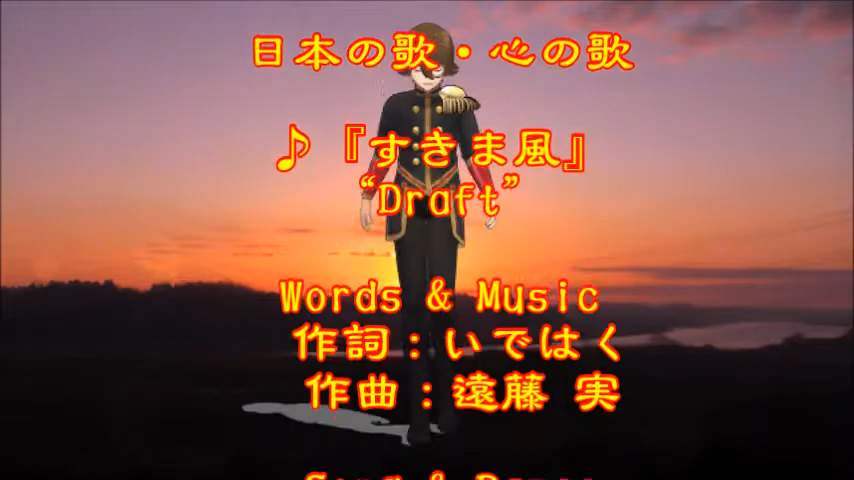 日本の歌・心の歌
♪『すきま風』
“Draft”
Words & Music
作詞：いではく
作曲：遠藤 実